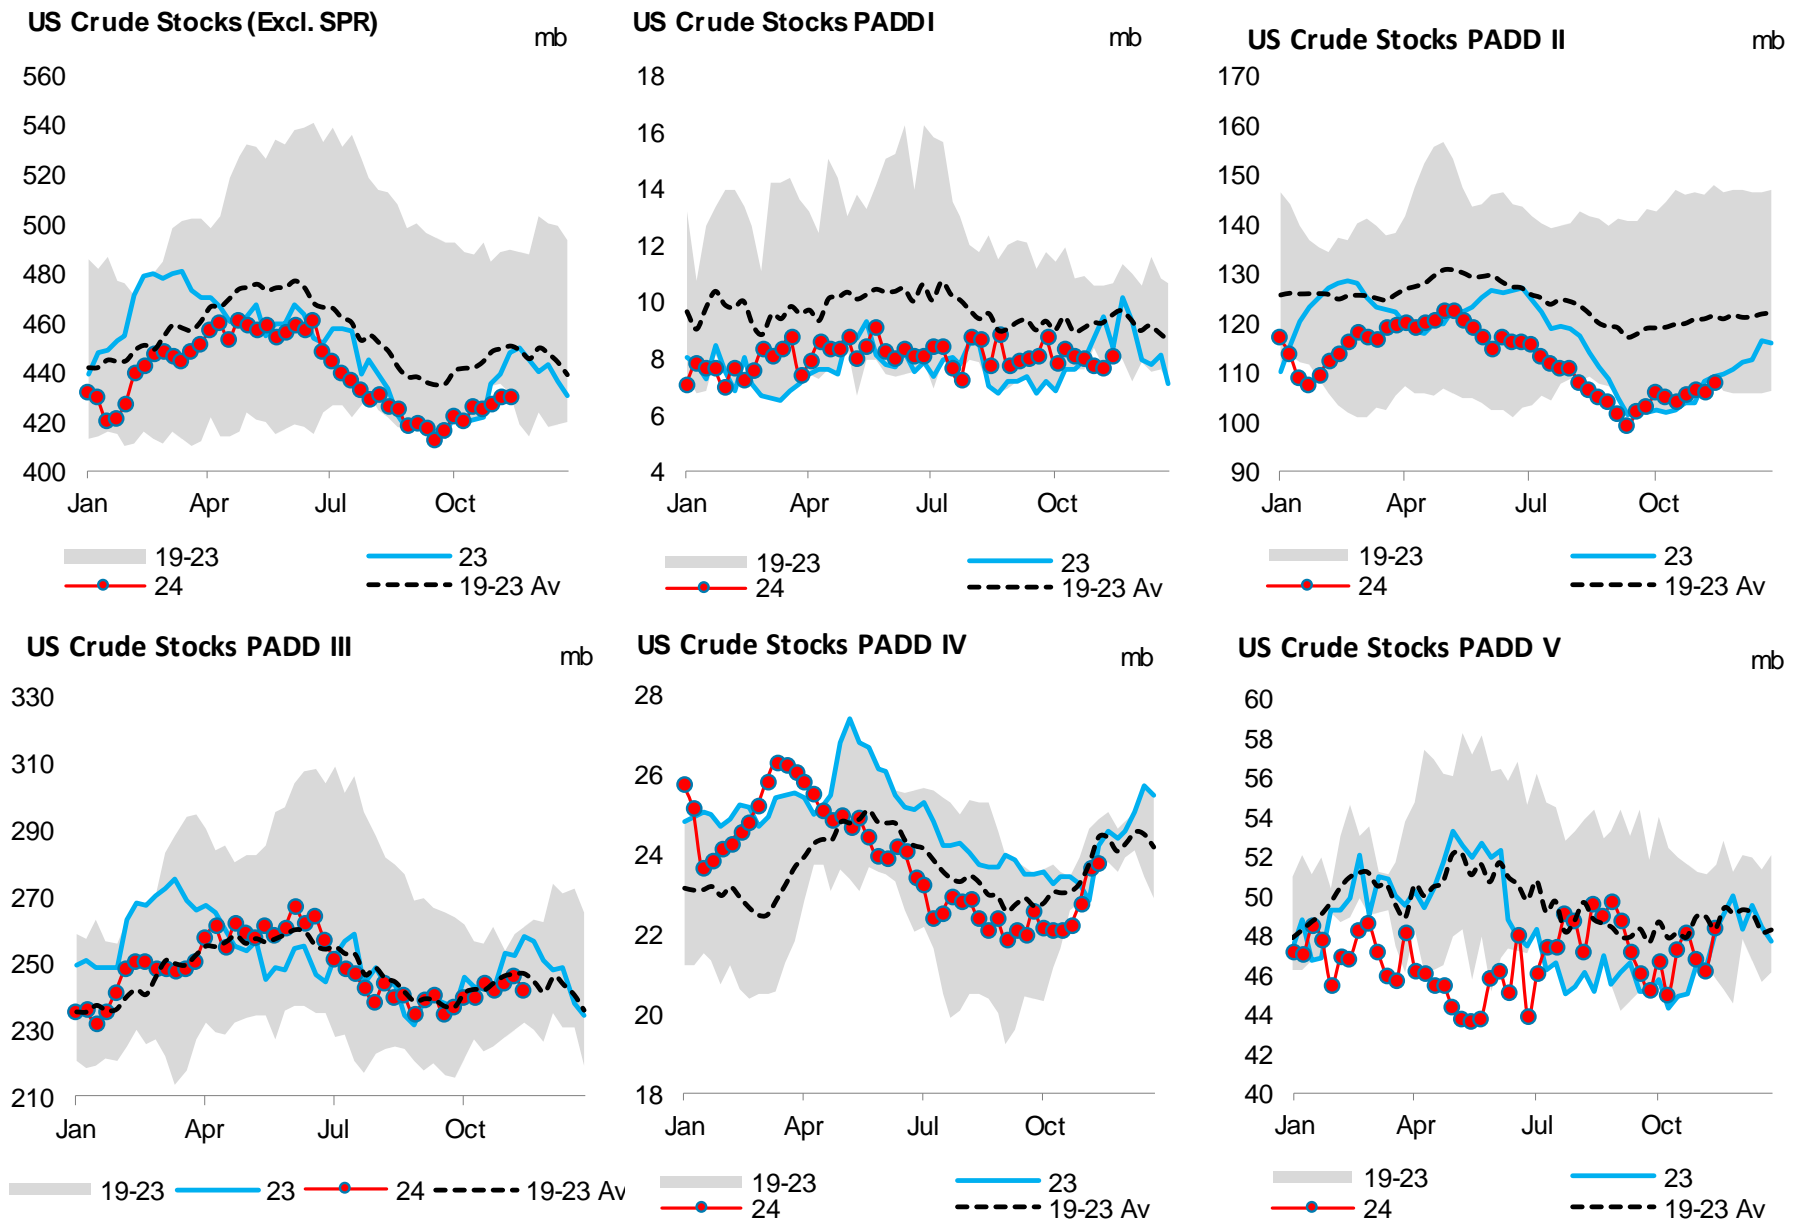 US Crude Stocks (Excl. SPR)
mb
560
540
520
500
480
460
440
420
400
Jan Apr Jul Oct
19-23 23
24 19-23 Av
US Crude Stocks PADD I
mb
18
16
14
12
10
8
6
4
Jan Apr Jul Oct
19-23 23
24 19-23 Av
US Crude Stocks PADD II
mb
170
160
150
140
130
120
110
100
90
Jan Apr Jul Oct
19-23 23
24 19-23 Av
US Crude Stocks PADD III
mb
330
310
290
270
250
230
210
Jan Apr Jul Oct
19-23 23 24 19-23 Av
US Crude Stocks PADD IV
mb
28
26
24
22
20
18
Jan Apr Jul Oct
19-23 23
24 19-23 Av
US Crude Stocks PADD V
mb
60
58
56
54
52
50
48
46
44
42
40
Jan Apr Jul Oct
19-23 23
24 19-23 Av